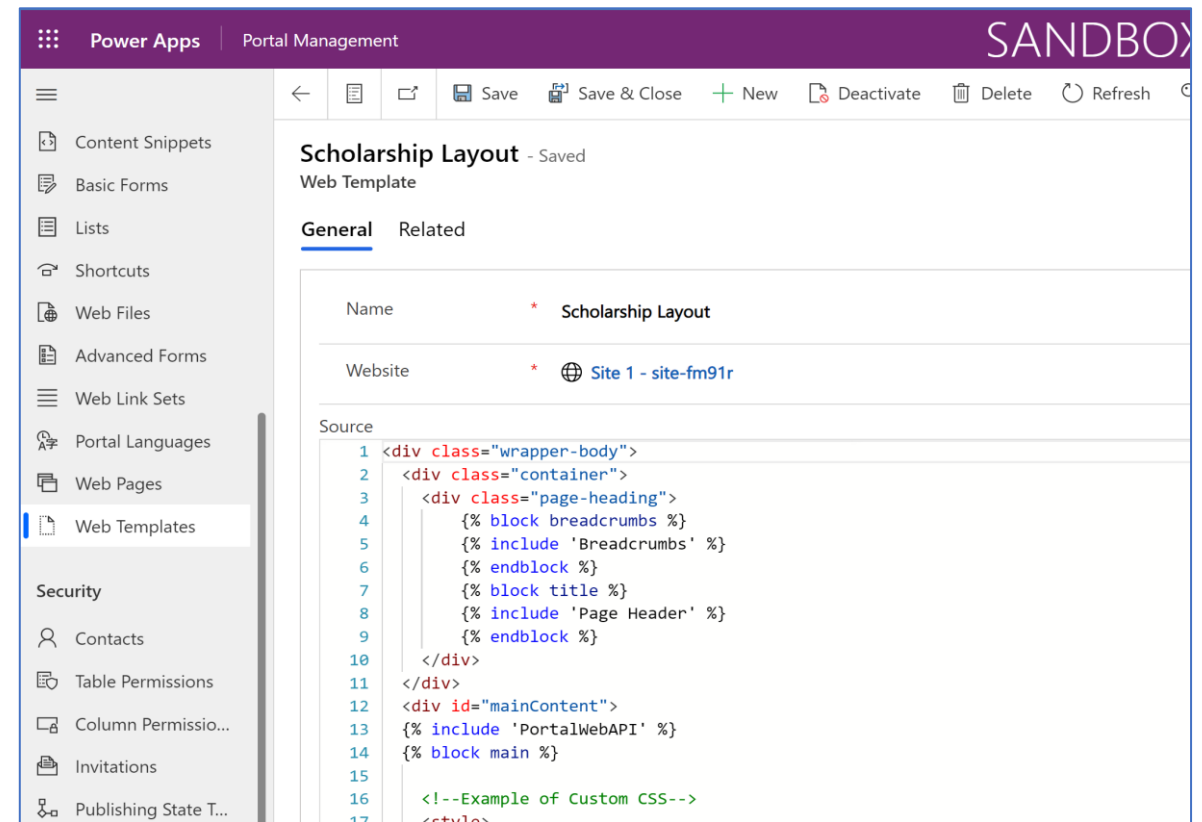 Power Apps Portal Management SANDBOX
Save Save & Close New Deactivate Delete Refresh
Content Snippets
Basic Forms
Lists
Shortcuts
Web Files
Advanced Forms
Web Link Sets
Portal Languages
Web Pages
Web Templates
Security
Contacts
Table Permissions
Column Permissio...
Invitations
Publishing State T...
Scholarship Layout - Saved
Web Template
General Related
Name * Scholarship Layout
Website * Site 1 - site-fm91r
Source
1 <div class="wrapper-body">
2 <div class="container">
3 <div class="page-heading">
4 {% block breadcrumbs %}
5 {% include 'Breadcrumbs' %}
6 {% endblock %}
7 {% block title %}
8 {% include 'Page Header' %}
9 {% endblock %}
10 </div>
11 </div>
12 <div id="mainContent">
13 {% include 'PortalWebAPI' %}
14 {% block main %}
15
16 <!--Example of Custom CSS-->
17 <style>